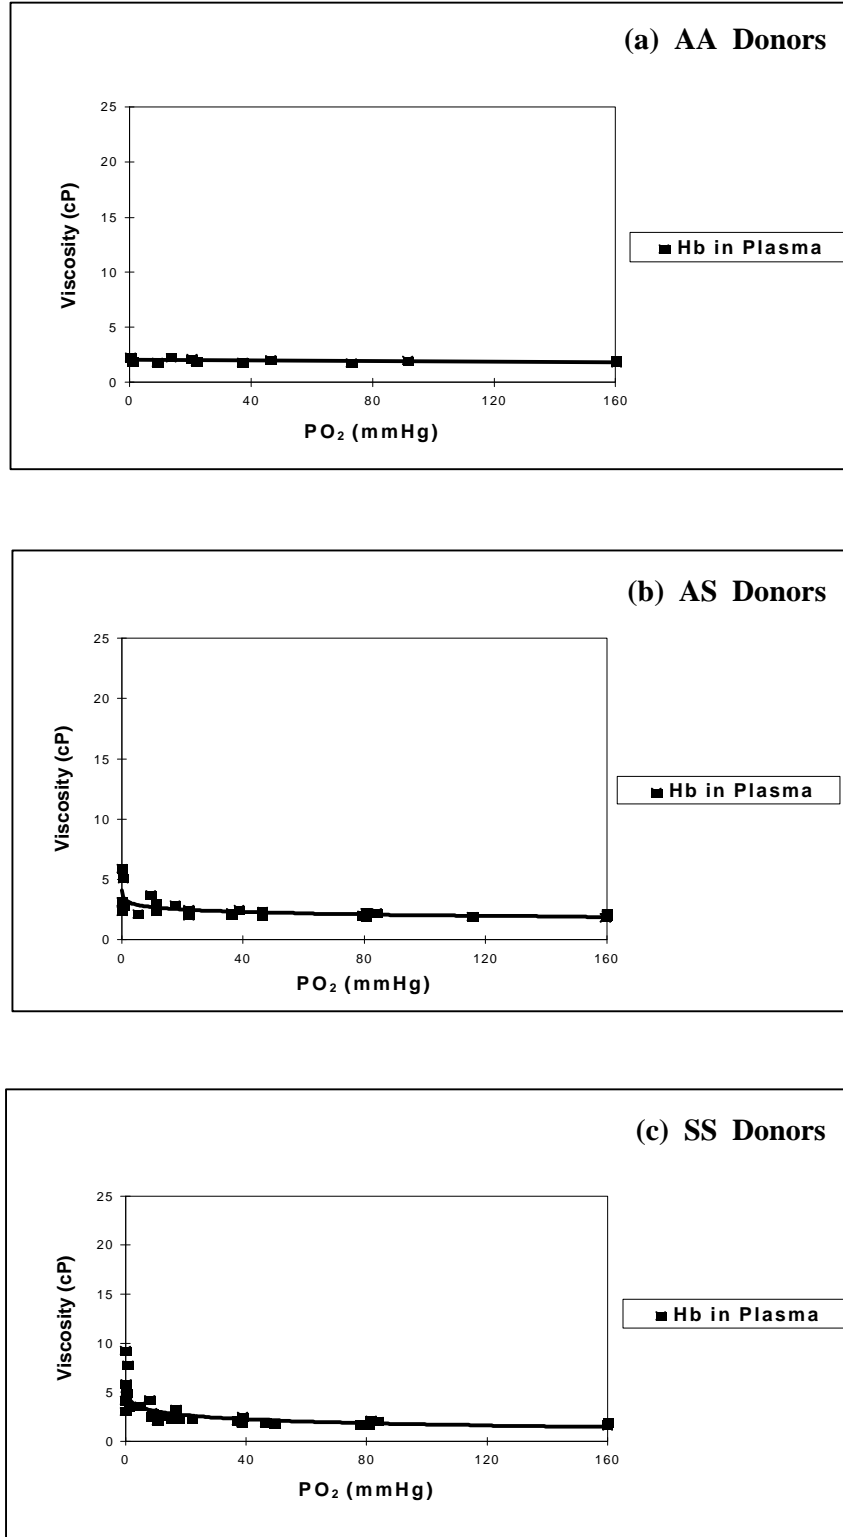 (a) AA Donors
25
20
15
10
5
0
Viscosity (cP)
0 40 80 120 160
PO₂ (mmHg)
Hb in Plasma
(b) AS Donors
25
20
15
10
5
0
Viscosity (cP)
0 40 80 120 160
PO₂ (mmHg)
Hb in Plasma
(c) SS Donors
25
20
15
10
5
0
Viscosity (cP)
0 40 80 120 160
PO₂ (mmHg)
Hb in Plasma